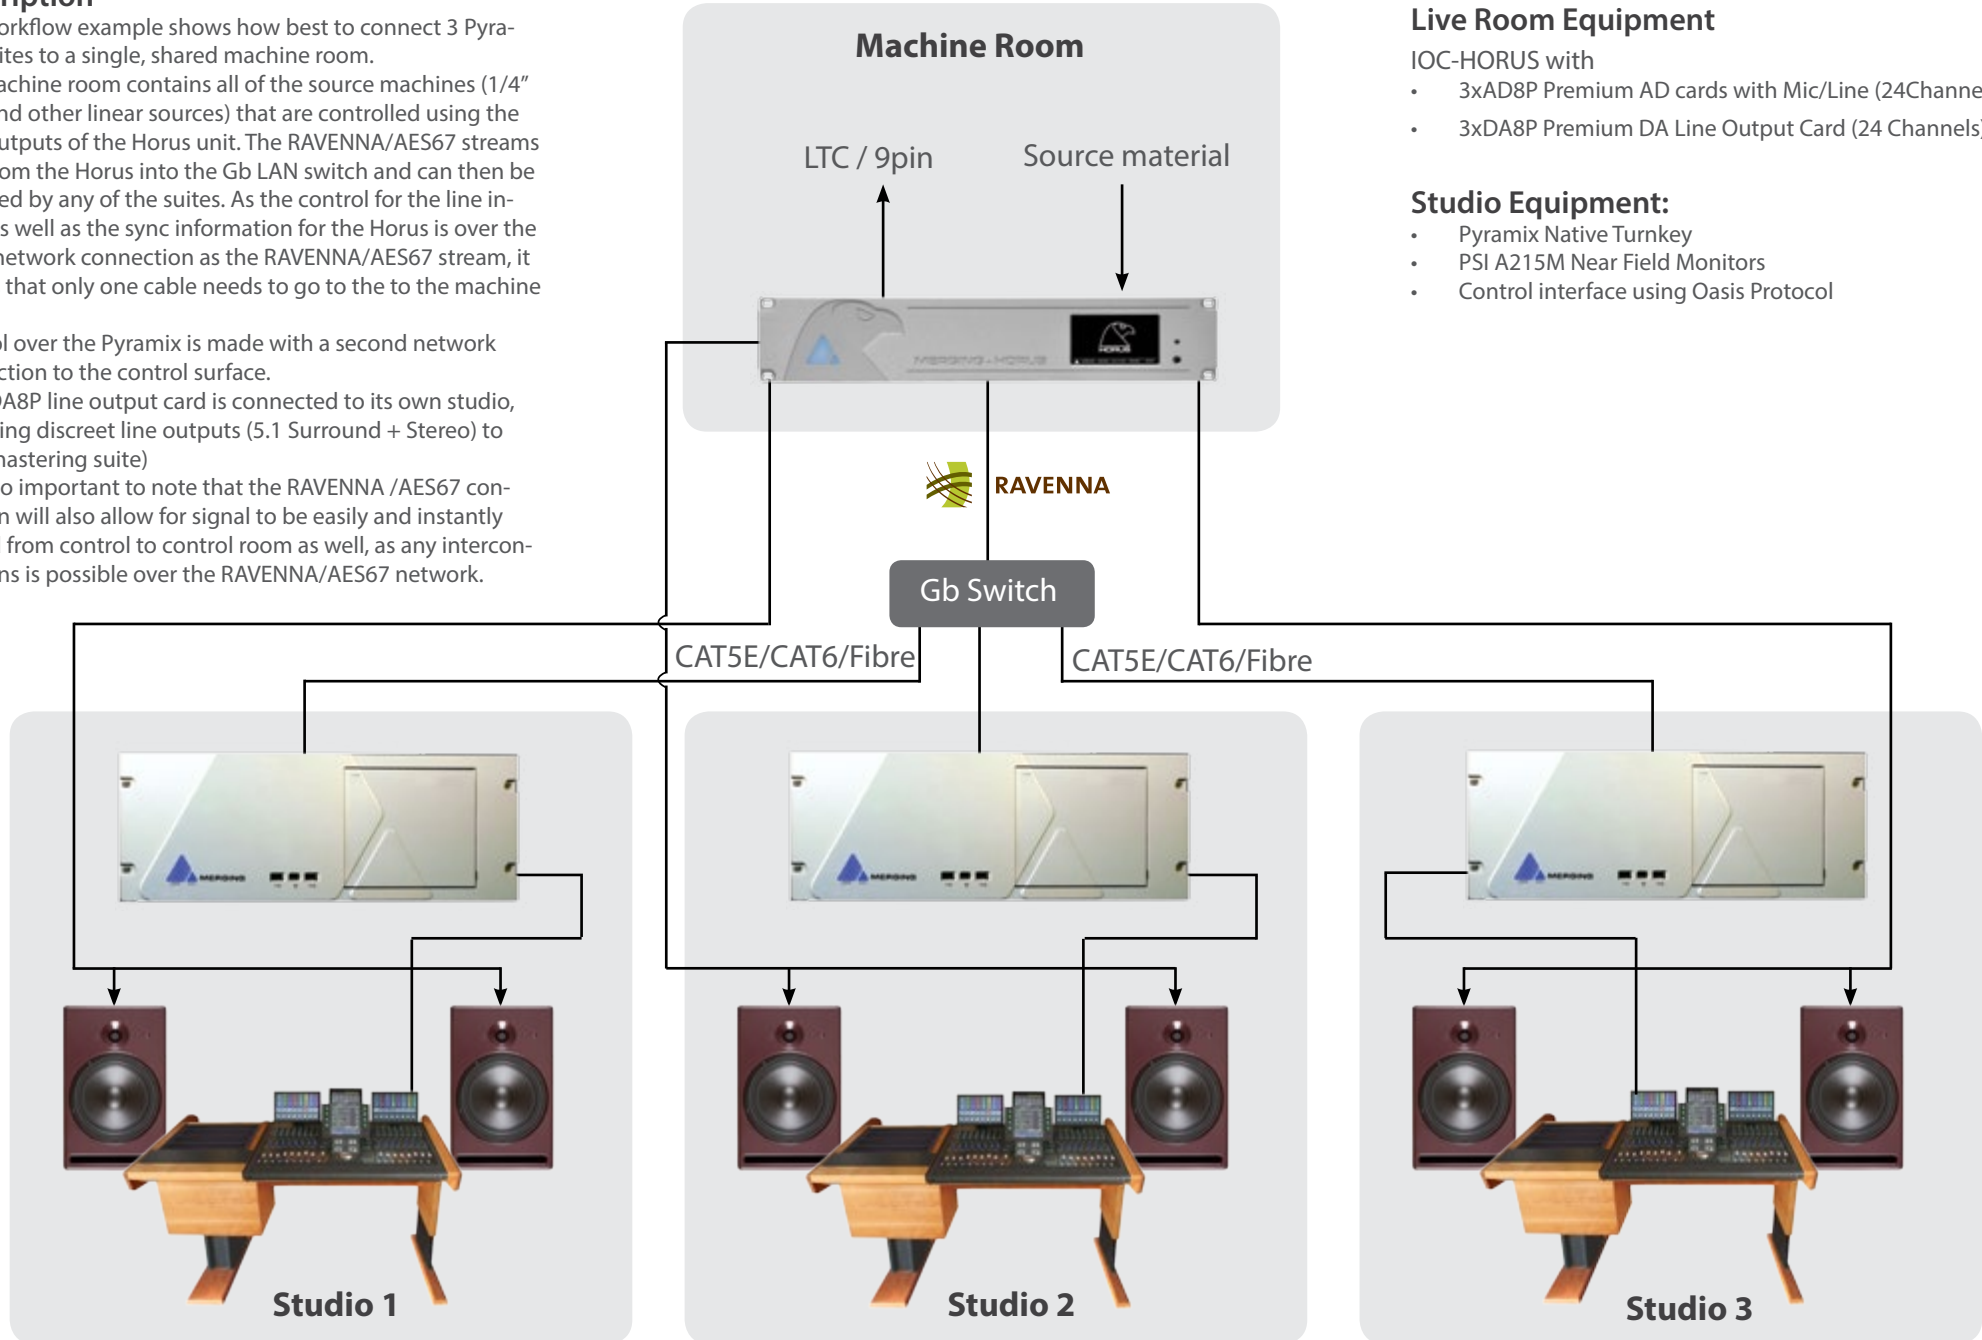 ription
orkflow example shows how best to connect 3 Pyra-
ites to a single, shared machine room.
achine room contains all of the source machines (1/4”
nd other linear sources) that are controlled using the
utputs of the Horus unit. The RAVENNA/AES67 streams
om the Horus into the Gb LAN switch and can then be
ed by any of the suites. As the control for the line in-
s well as the sync information for the Horus is over the
network connection as the RAVENNA/AES67 stream, it
that only one cable needs to go to the to the machine
ol over the Pyramix is made with a second network
ction to the control surface.
DA8P line output card is connected to its own studio,
ing discreet line outputs (5.1 Surround + Stereo) to
mastering suite)
o important to note that the RAVENNA /AES67 con-
n will also allow for signal to be easily and instantly
from control to control room as well, as any intercon-
ns is possible over the RAVENNA/AES67 network.
Machine Room
LTC / 9pin
Source material
MERGING - HORUS
HORUS
Live Room Equipment
IOC-HORUS with
• 3xAD8P Premium AD cards with Mic/Line (24Channe
• 3xDA8P Premium DA Line Output Card (24 Channels)
Studio Equipment:
• Pyramix Native Turnkey
• PSI A215M Near Field Monitors
• Control interface using Oasis Protocol
RAVENNA
Gb Switch
CAT5E/CAT6/Fibre
CAT5E/CAT6/Fibre
MERGING
MERGING
MERGING
Studio 1
Studio 2
Studio 3